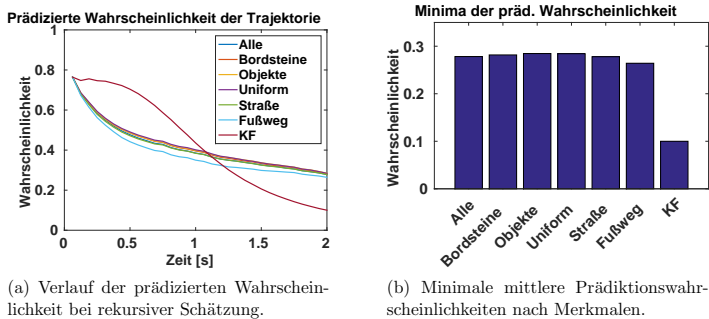 Prädizierte Wahrscheinlichkeit der Trajektorie
Wahrscheinlichkeit
1
0.8
0.6
0.4
0.2
0
0
0.5
1
1.5
2
Zeit [s]
Alle
Bordsteine
Objekte
Uniform
Straße
Fußweg
KF
(a) Verlauf der prädizierten Wahrschein-
lichkeit bei rekursiver Schätzung.
Minima der präd. Wahrscheinlichkeit
Wahrscheinlichkeit
0.3
0.2
0.1
0
Alle
Bordsteine
Objekte
Uniform
Straße
Fußweg
KF
(b) Minimale mittlere Prädiktionswahr-
scheinlichkeiten nach Merkmalen.